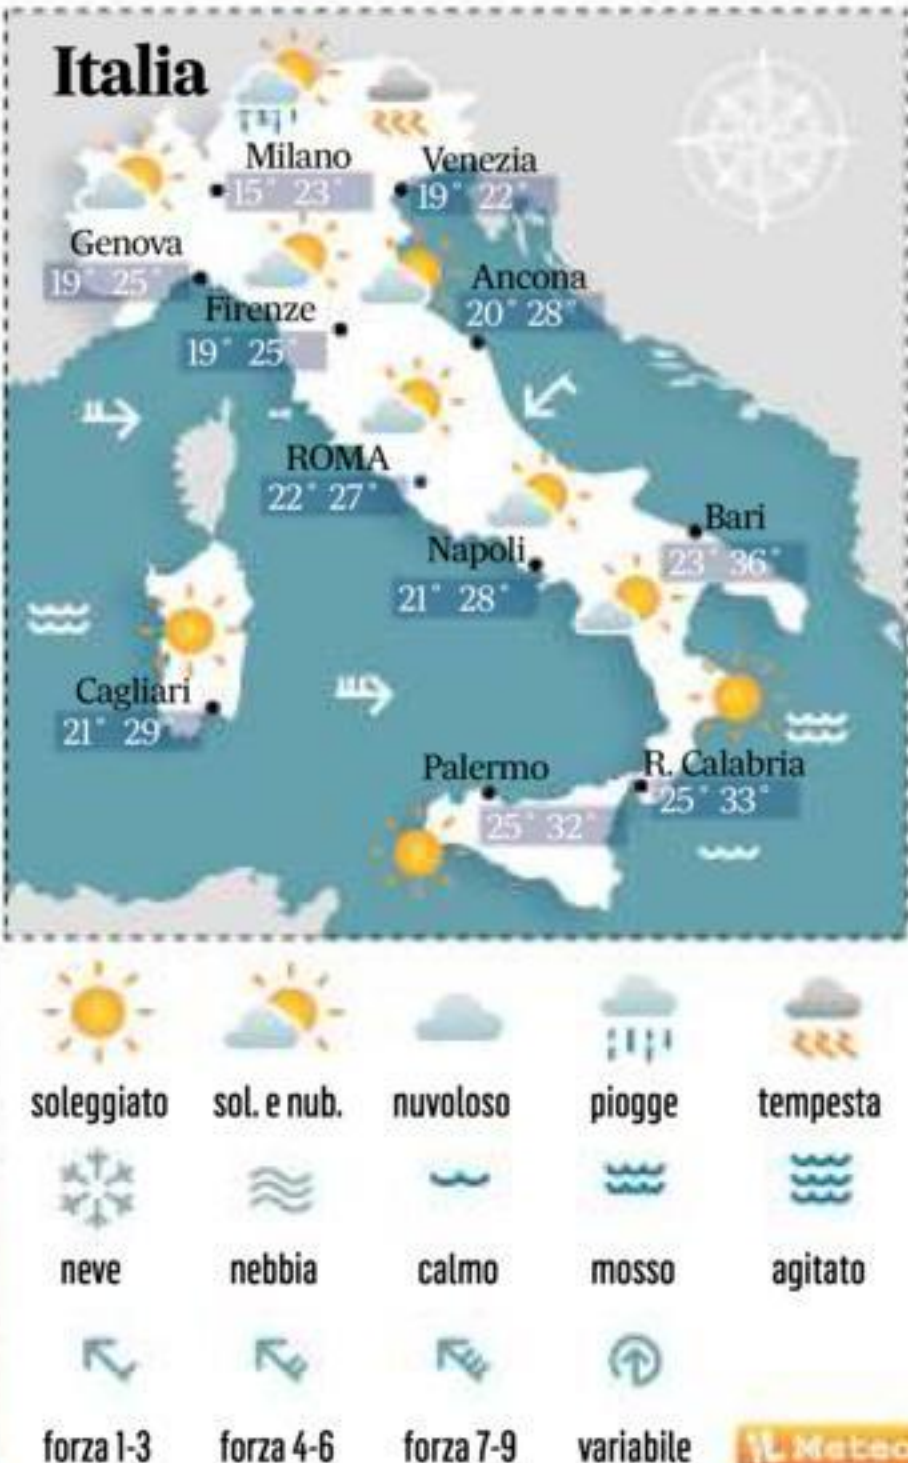 Italia
Milano
15° 23°
Venezia
19° 22°
Genova
19° 25°
Ancona
20° 28°
Firenze
19° 25°
ROMA
22° 27°
Bari
23° 36°
Napoli
21° 28°
Cagliari
21° 29°
Palermo
25° 32°
R. Calabria
25° 33°
soleggiato sol. e nub. nuvoloso piogge tempesta
neve nebbia calmo mosso agitato
forza 1-3 forza 4-6 forza 7-9 variabile
Meteo